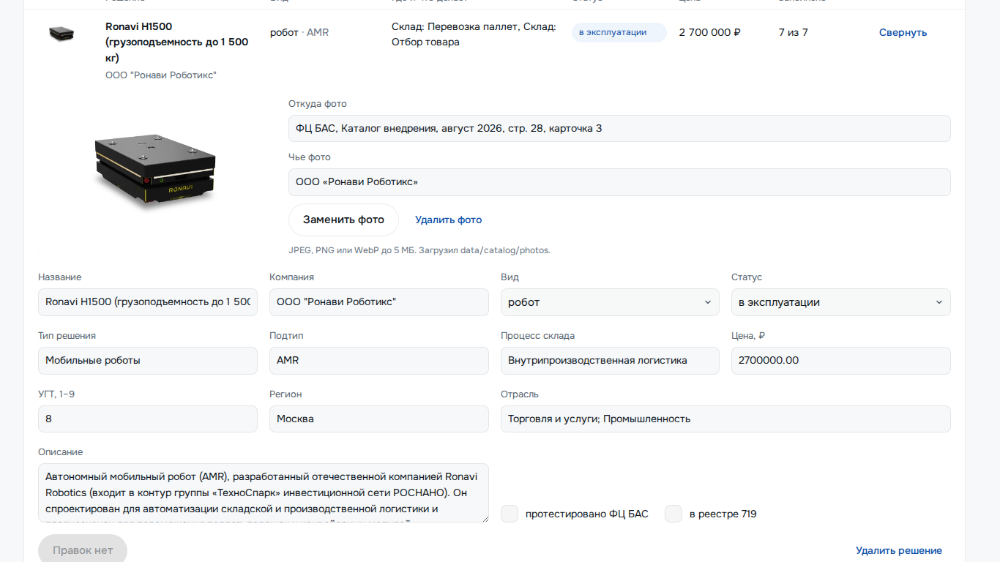 Ronavi H1500
(грузоподъемность до 1 500
кг)
ООО "Ронави Роботикс"
робот · AMR
Склад: Перевозка паллет, Склад:
Отбор товара
в эксплуатации
2 700 000 ₽
7 из 7
Свернуть
RONAVI
Откуда фото
ФЦ БАС, Каталог внедрения, август 2026, стр. 28, карточка 3
Чье фото
ООО «Ронави Роботикс»
Заменить фото
Удалить фото
JPEG, PNG или WebP до 5 МБ. Загрузил data/catalog/photos.
Название
Компания
Вид
Статус
Ronavi H1500 (грузоподъемность до 1 500
ООО "Ронави Роботикс"
робот
в эксплуатации
Тип решения
Подтип
Процесс склада
Цена, ₽
Мобильные роботы
AMR
Внутрипроизводственная логистика
2700000.00
УГТ, 1–9
Регион
Отрасль
8
Москва
Торговля и услуги; Промышленность
Описание
Автономный мобильный робот (AMR), разработанный отечественной компанией Ronavi
Robotics (входит в контур группы «ТехноСпарк» инвестиционной сети РОСНАНО). Он
спроектирован для автоматизации складской и производственной логистики и
протестировано ФЦ БАС
в реестре 719
Правок нет
Удалить решение